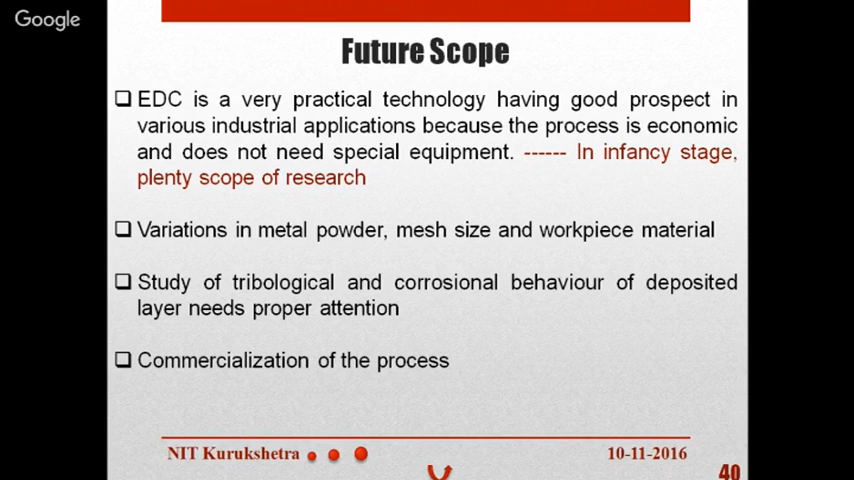 Google
Future Scope
EDC is a very practical technology having good prospect in
various industrial applications because the process is economic
and does not need special equipment. ------ In infancy stage,
plenty scope of research
Variations in metal powder, mesh size and workpiece material
Study of tribological and corrosional behaviour of deposited
layer needs proper attention
Commercialization of the process
NIT Kurukshetra
10-11-2016
40